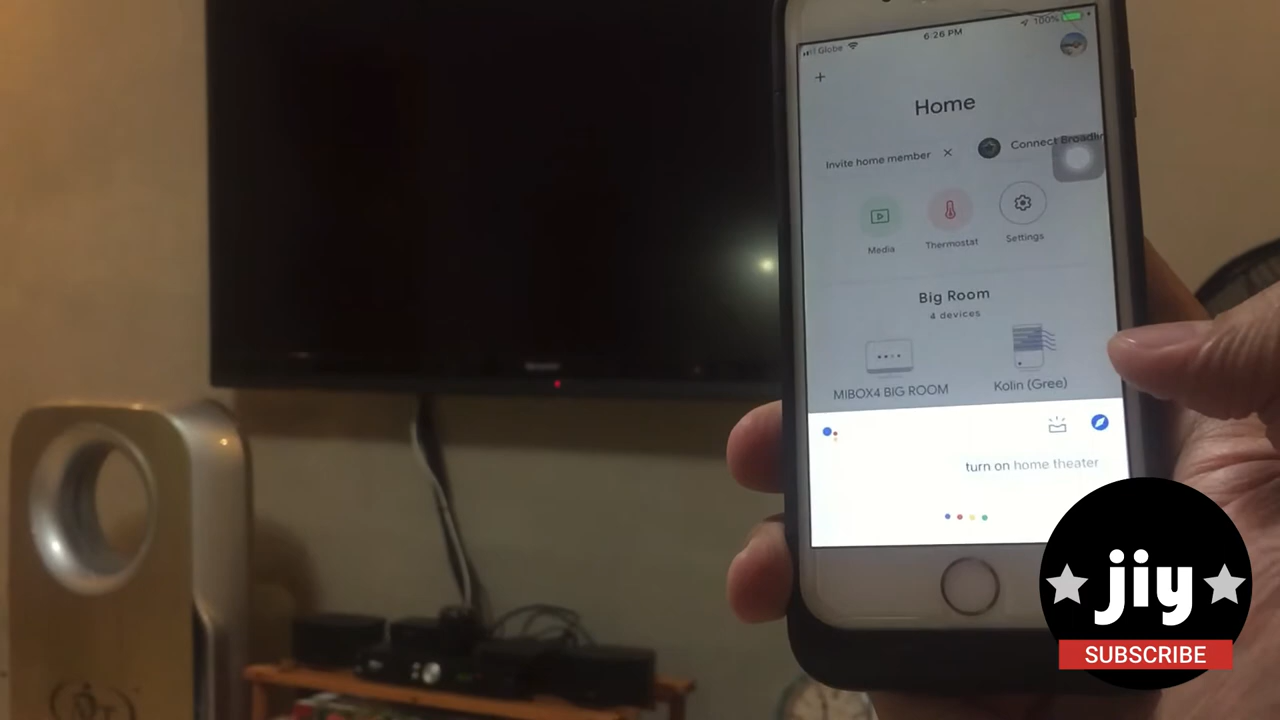 Globe
6:26 PM
100%
+
Home
Invite home member ×
Connect Broadlin
Media
Thermostat
Settings
Big Room
4 devices
MIBOX4 BIG ROOM
Kolin (Gree)
turn on home theater
jiy
SUBSCRIBE